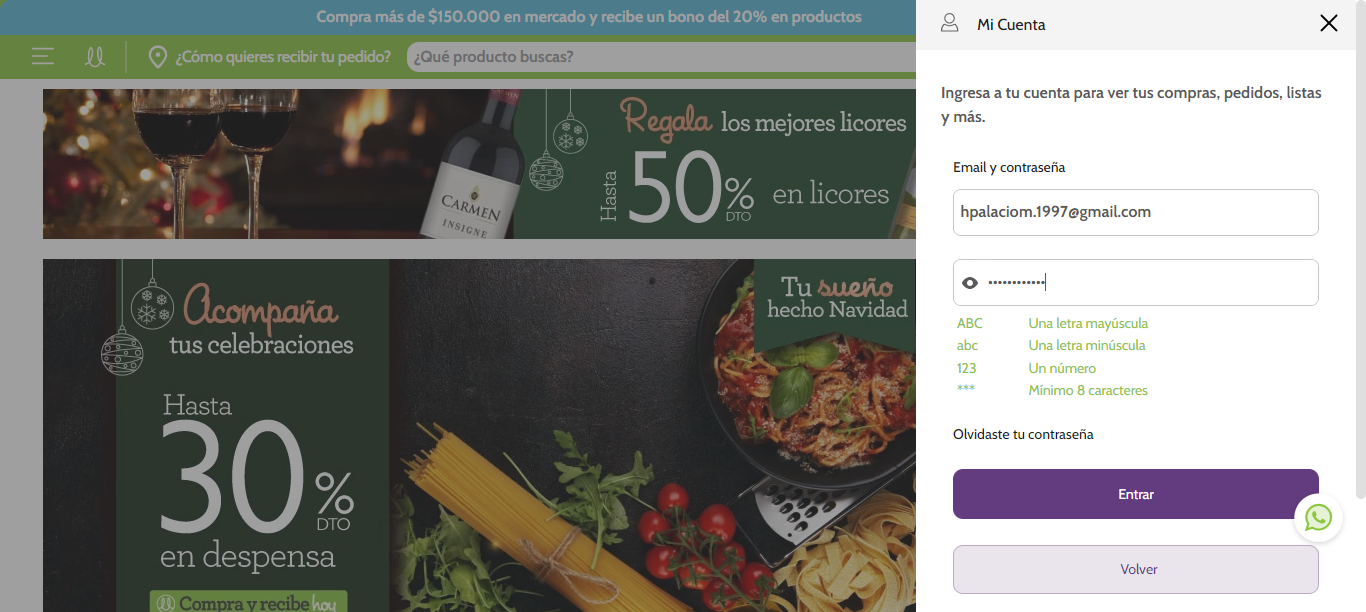 Compra más de $150.000 en mercado y recibe un bono del 20% en productos
¿Cómo quieres recibir tu pedido?
¿Qué producto buscas?
Regala los mejores licores
Hasta 50% DTO en licores
CARMEN
INSIGNE
Acompaña
tus celebraciones
Hasta
30%
DTO
en despensa
Compra y recibe hoy
Tu sueño
hecho Navidad
Mi Cuenta
Ingresa a tu cuenta para ver tus compras, pedidos, listas
y más.
Email y contraseña
hpalaciom.1997@gmail.com
••••••••••••
ABC Una letra mayúscula
abc Una letra minúscula
123 Un número
*** Mínimo 8 caracteres
Olvidaste tu contraseña
Entrar
Volver